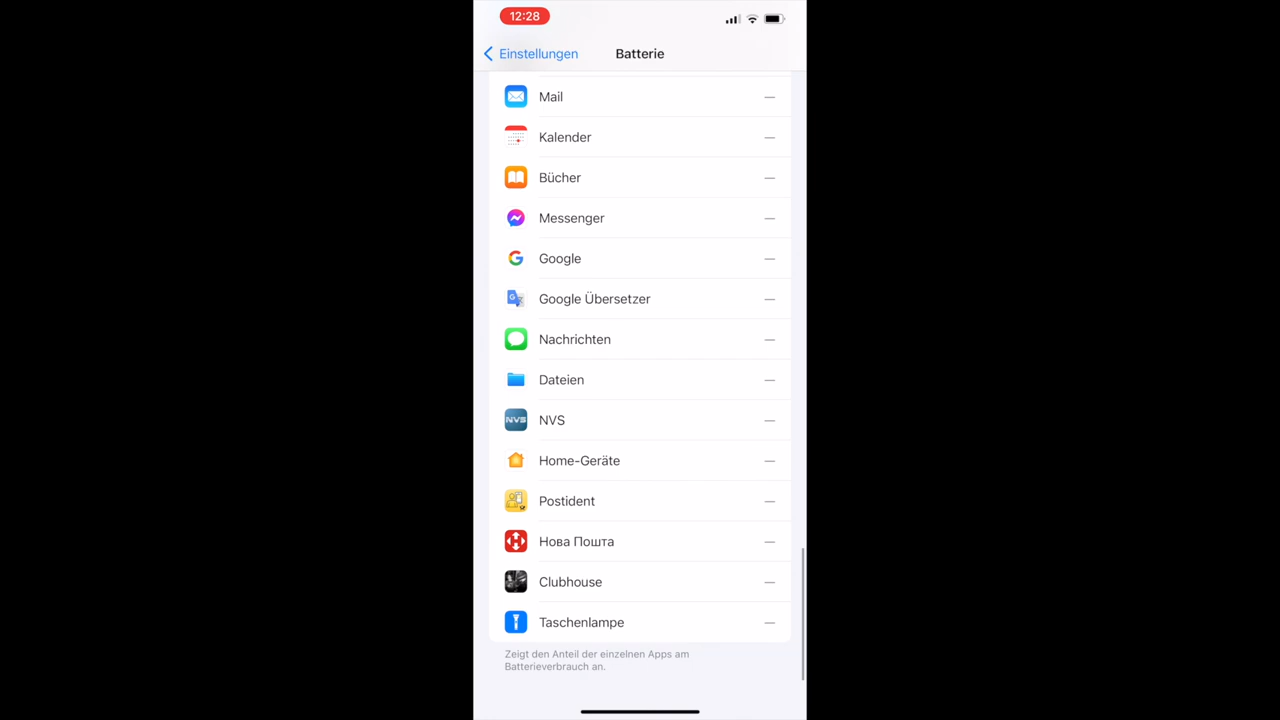 12:28
Einstellungen Batterie
Mail —
Kalender —
Bücher —
Messenger —
Google —
Google Übersetzer —
Nachrichten —
Dateien —
NVS NVS —
Home-Geräte —
Postident —
Нова Пошта —
Clubhouse —
Taschenlampe —
Zeigt den Anteil der einzelnen Apps am
Batterieverbrauch an.